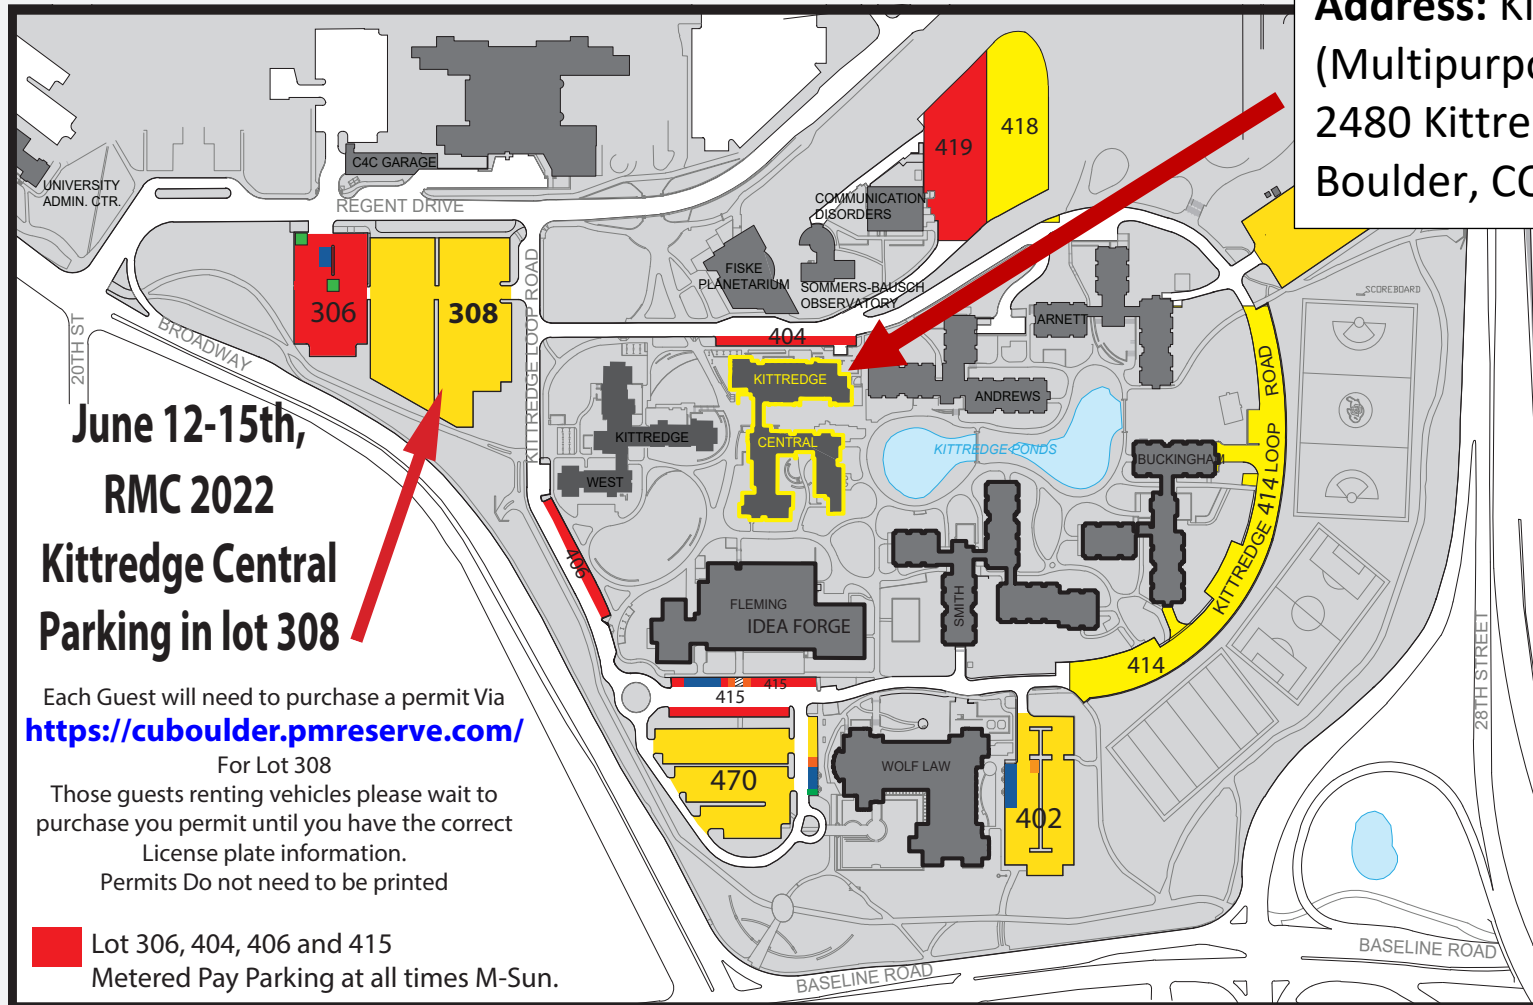 Address: KI
(Multipurpo
2480 Kittre
Boulder, CO
UNIVERSITY
ADMIN. CTR.
C4C GARAGE
REGENT DRIVE
COMMUNICATION
DISORDERS
419
418
FISKE
PLANETARIUM
SOMMERS-BAUSCH
OBSERVATORY
306
308
KITTREDGE LOOP ROAD
20TH ST
BROADWAY
404
ARNETT
SCOREBOARD
KITTREDGE
CENTRAL
ANDREWS
KITTREDGE
WEST
KITTREDGE PONDS
BUCKINGHAM
KITTREDGE 414 LOOP ROAD
406
FLEMING
IDEA FORGE
SMITH
414
415
415
470
WOLF LAW
402
28TH STREET
BASELINE ROAD
BASELINE ROAD
June 12-15th,
RMC 2022
Kittredge Central
Parking in lot 308
Each Guest will need to purchase a permit Via
https://cuboulder.pmreserve.com/
For Lot 308
Those guests renting vehicles please wait to
purchase you permit until you have the correct
License plate information.
Permits Do not need to be printed
Lot 306, 404, 406 and 415
Metered Pay Parking at all times M-Sun.